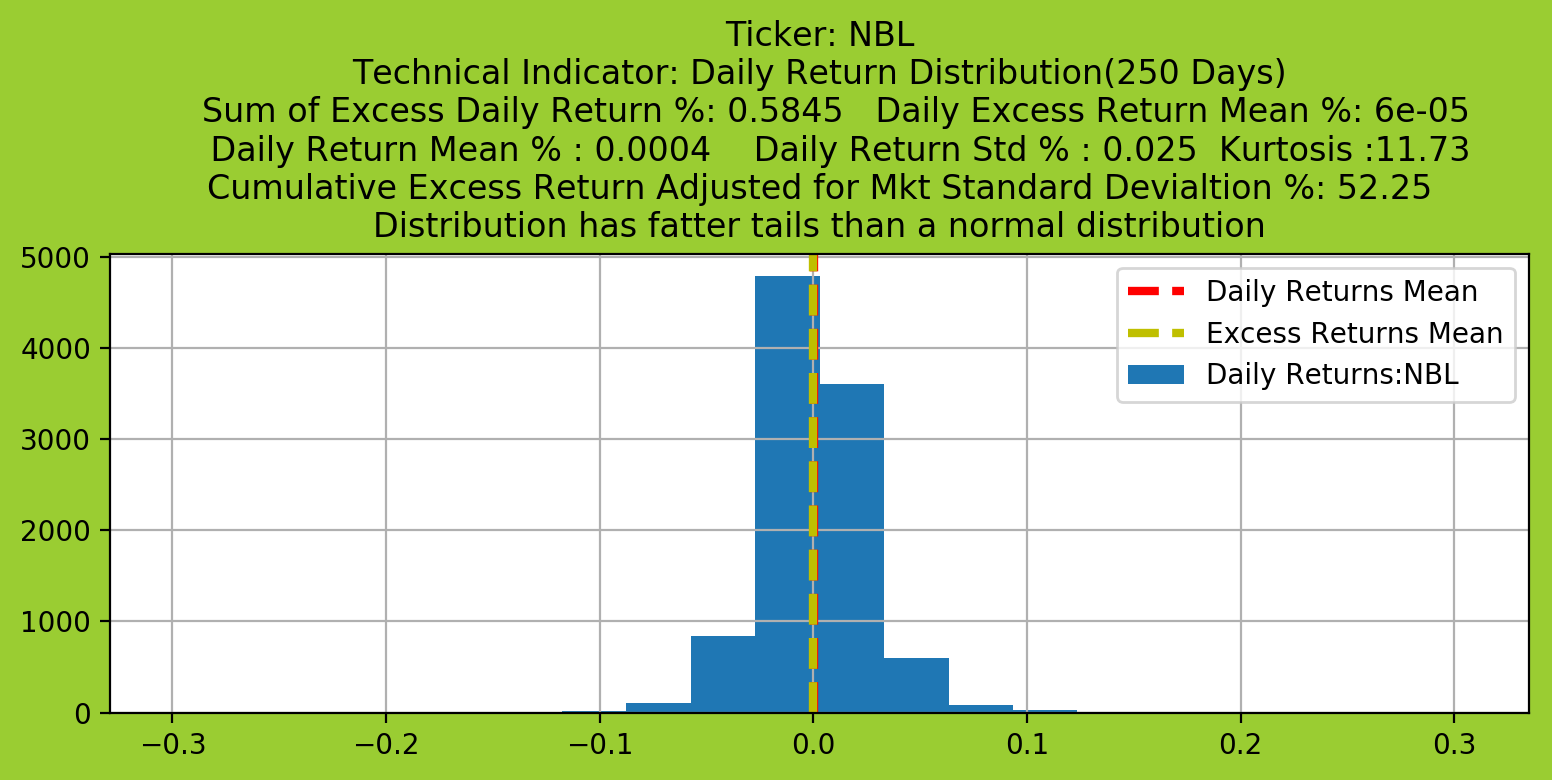 Ticker: NBL
Technical Indicator: Daily Return Distribution(250 Days)
Sum of Excess Daily Return %: 0.5845   Daily Excess Return Mean %: 6e-05
Daily Return Mean % : 0.0004    Daily Return Std % : 0.025  Kurtosis :11.73
Cumulative Excess Return Adjusted for Mkt Standard Devialtion %: 52.25
Distribution has fatter tails than a normal distribution
5000
4000
3000
2000
1000
0
Daily Returns Mean
Excess Returns Mean
Daily Returns:NBL
−0.3 −0.2 −0.1 0.0 0.1 0.2 0.3